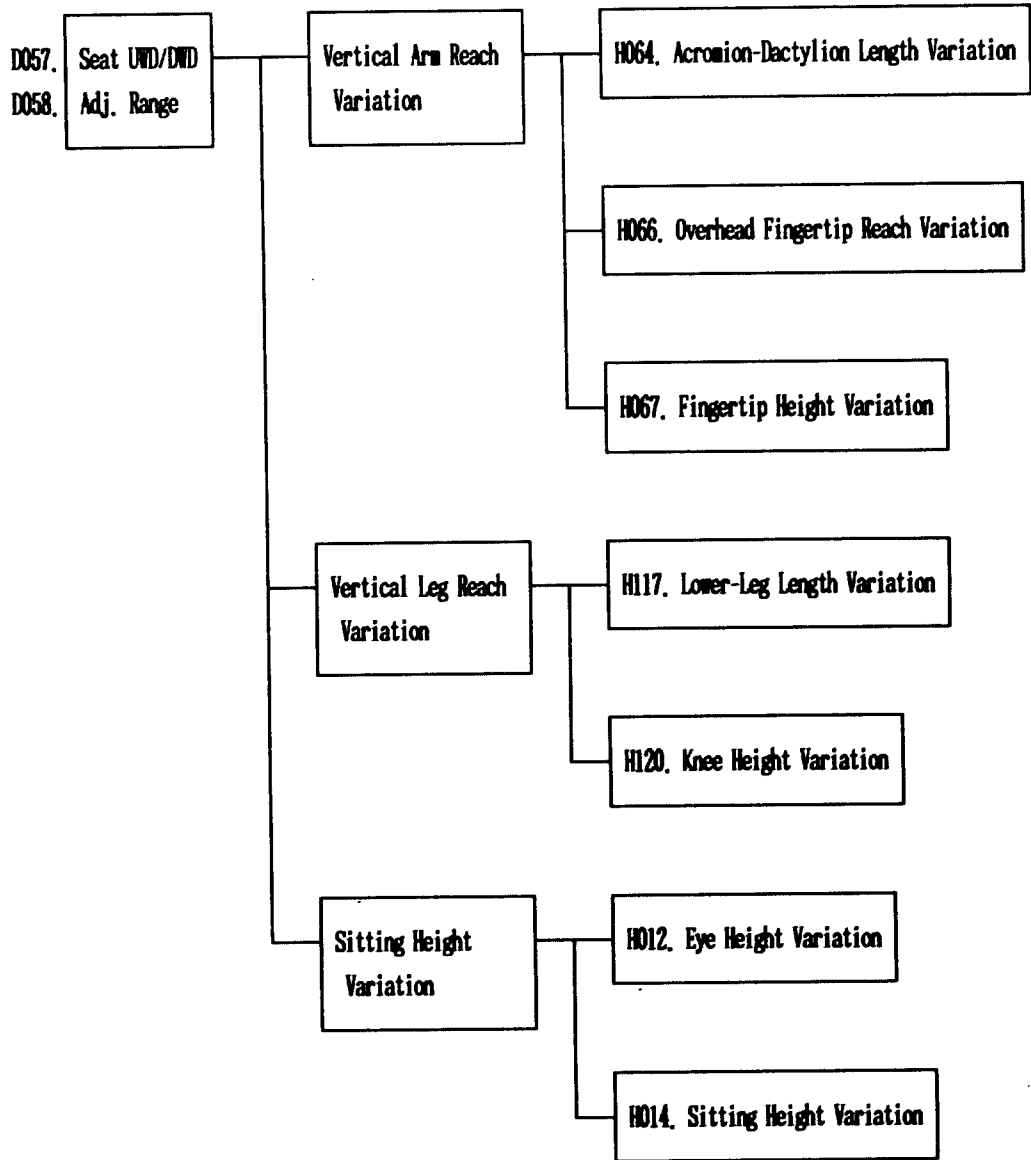 D057. Seat UWD/DWD
D058. Adj. Range
Vertical Arm Reach
Variation
H064. Acromion-Dactylion Length Variation
H066. Overhead Fingertip Reach Variation
H067. Fingertip Height Variation
Vertical Leg Reach
Variation
H117. Lower-Leg Length Variation
H120. Knee Height Variation
Sitting Height
Variation
H012. Eye Height Variation
H014. Sitting Height Variation